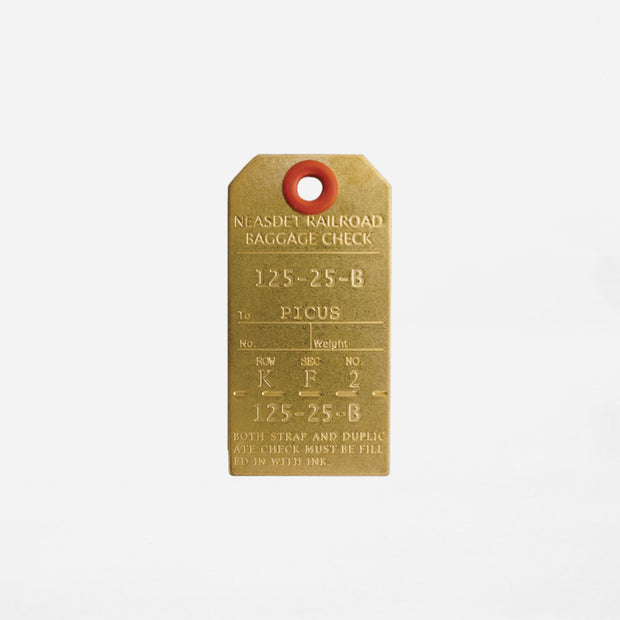 NEASDET RAILROAD
BAGGAGE CHECK
125-25-B
To PICUS
No. Weight
ROW SEC NO.
K F 2
125-25-B
BOTH STRAP AND DUPLIC
ATE CHECK MUST BE FILL
ED IN WITH INK.